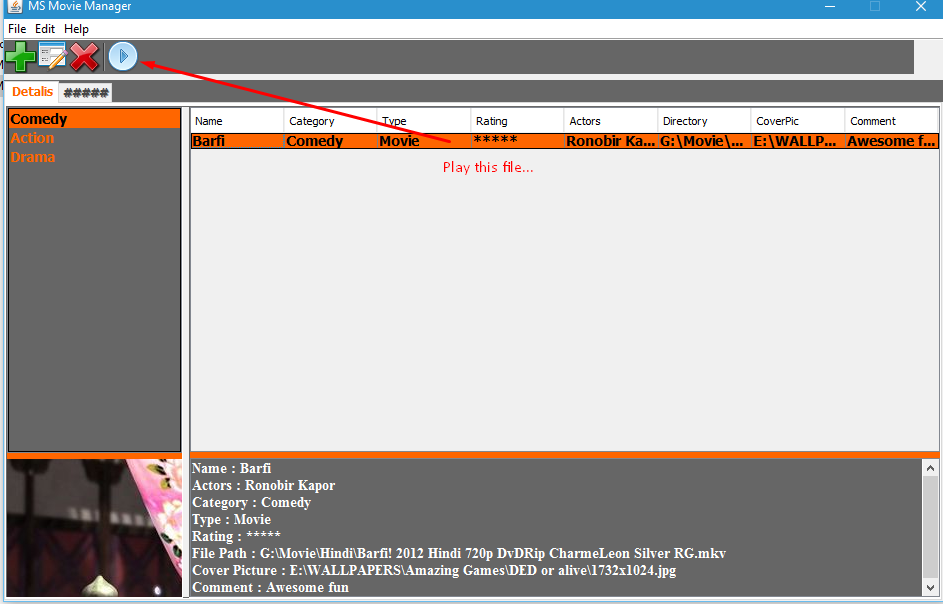 MS Movie Manager
File Edit Help
Detalis #####
Comedy
Action
Drama
Name Category Type Rating Actors Directory CoverPic Comment
Barfi Comedy Movie ***** Ronobir Ka... G:\Movie\... E:\WALLP... Awesome f...
Play this file...
Name : Barfi
Actors : Ronobir Kapor
Category : Comedy
Type : Movie
Rating : *****
File Path : G:\Movie\Hindi\Barfi! 2012 Hindi 720p DvDRip CharmeLeon Silver RG.mkv
Cover Picture : E:\WALLPAPERS\Amazing Games\DED or alive\1732x1024.jpg
Comment : Awesome fun